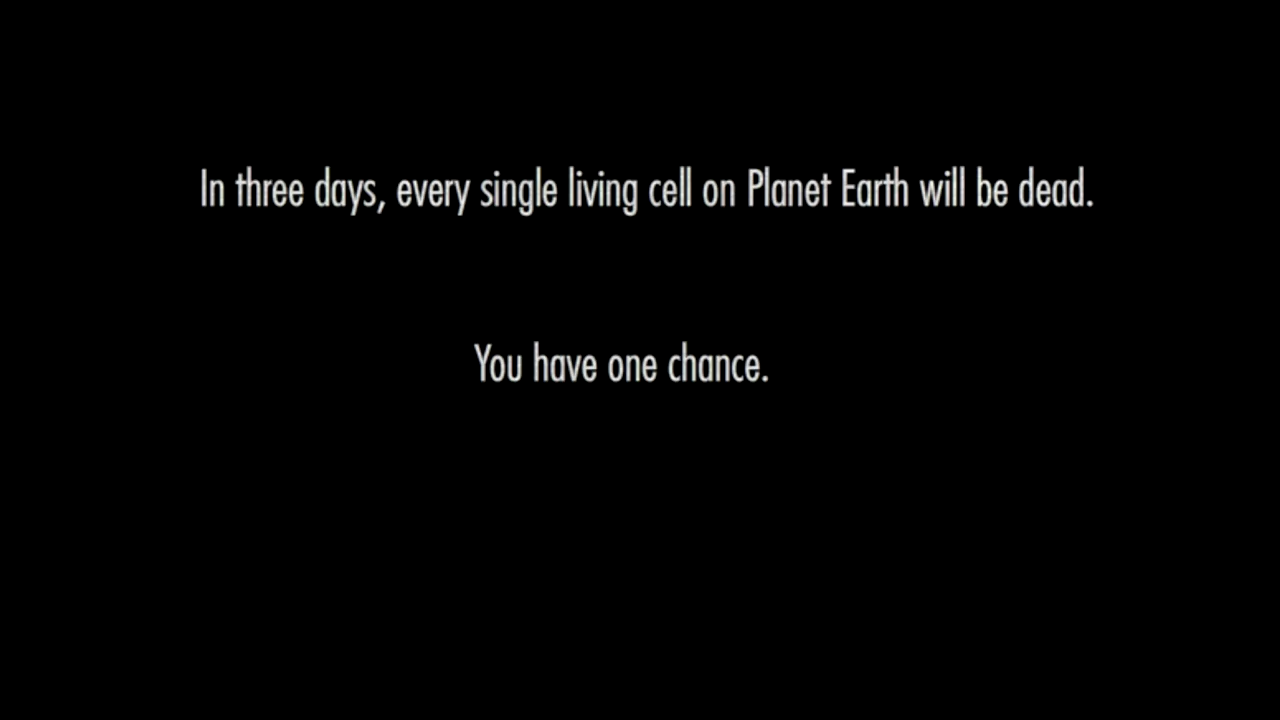 In three days, every single living cell on Planet Earth will be dead.
You have one chance.